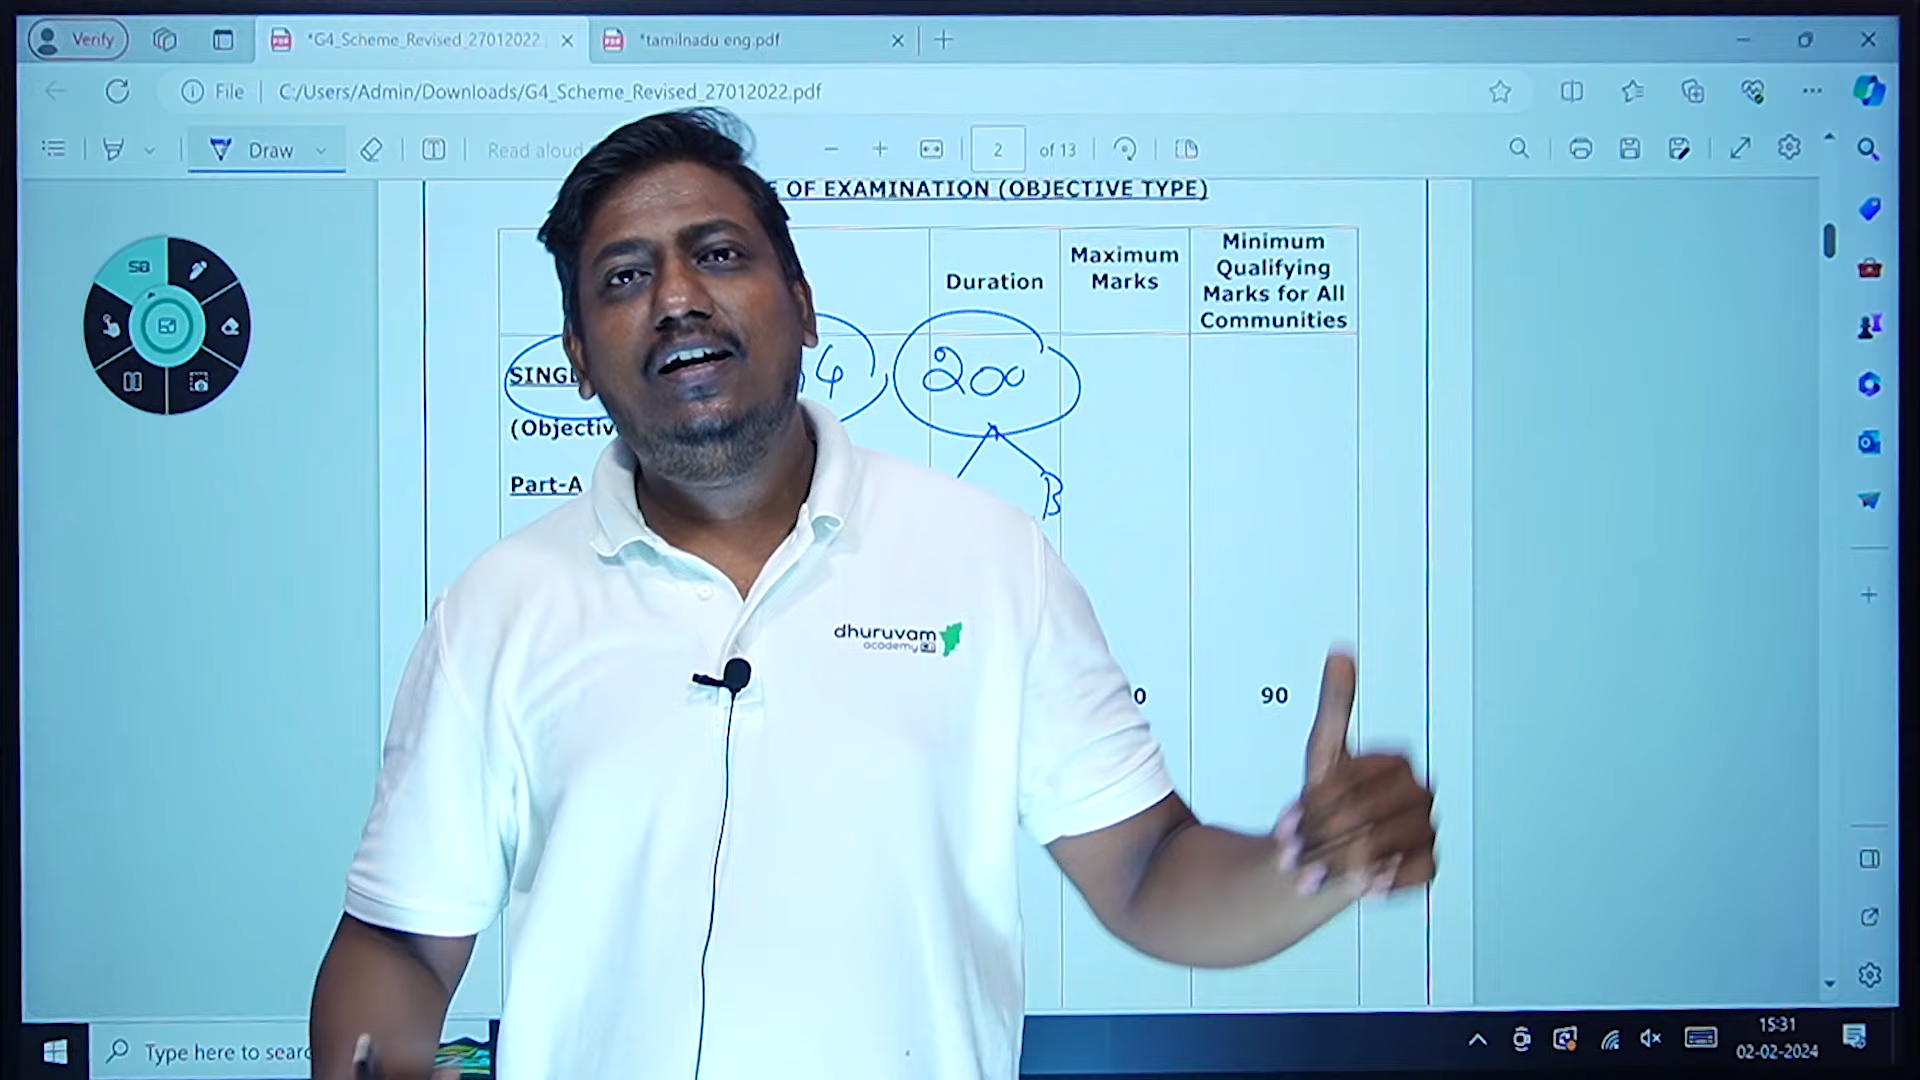 Verify
*G4_Scheme_Revised_27012022
*tamilnadu eng.pdf
File
C:/Users/Admin/Downloads/G4_Scheme_Revised_27012022.pdf
Draw
Read aloud
2
of 13
OF EXAMINATION (OBJECTIVE TYPE)
Duration
Maximum
Marks
Minimum
Qualifying
Marks for All
Communities
200
(Objectiv
Part-A
B
90
dhuruvam
academy
Type here to searc
15:31
02-02-2024